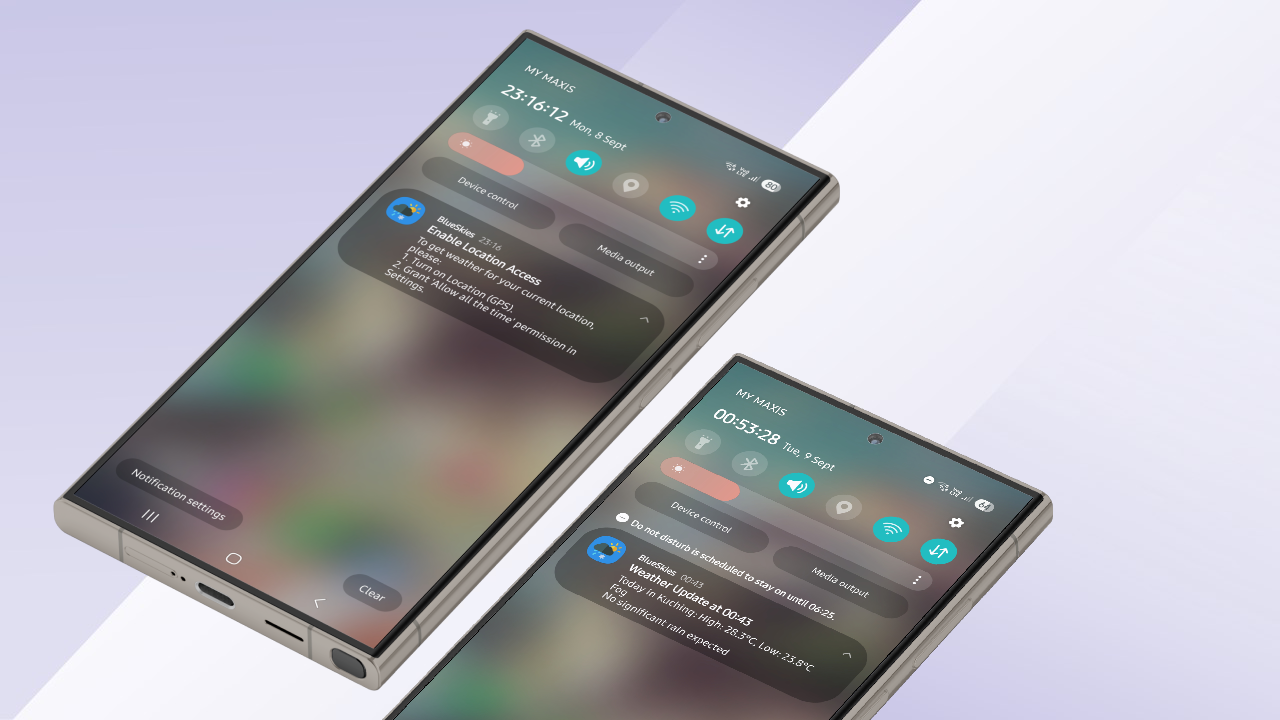 MY MAXIS
23:16:12 Mon, 8 Sept
80
Device control
Media output
BlueSkies 23:16
Enable Location Access
To get weather for your current location,
please:
1. Turn on Location (GPS).
2. Grant 'Allow all the time' permission in
Settings.
Notification settings
Clear
MY MAXIS
00:53:28 Tue, 9 Sept
64
Device control
Media output
Do not disturb is scheduled to stay on until 06:25.
BlueSkies 00:43
Weather Update at 00:43
Today in Kuching: High: 28.3°C, Low: 23.8°C
Fog
No significant rain expected